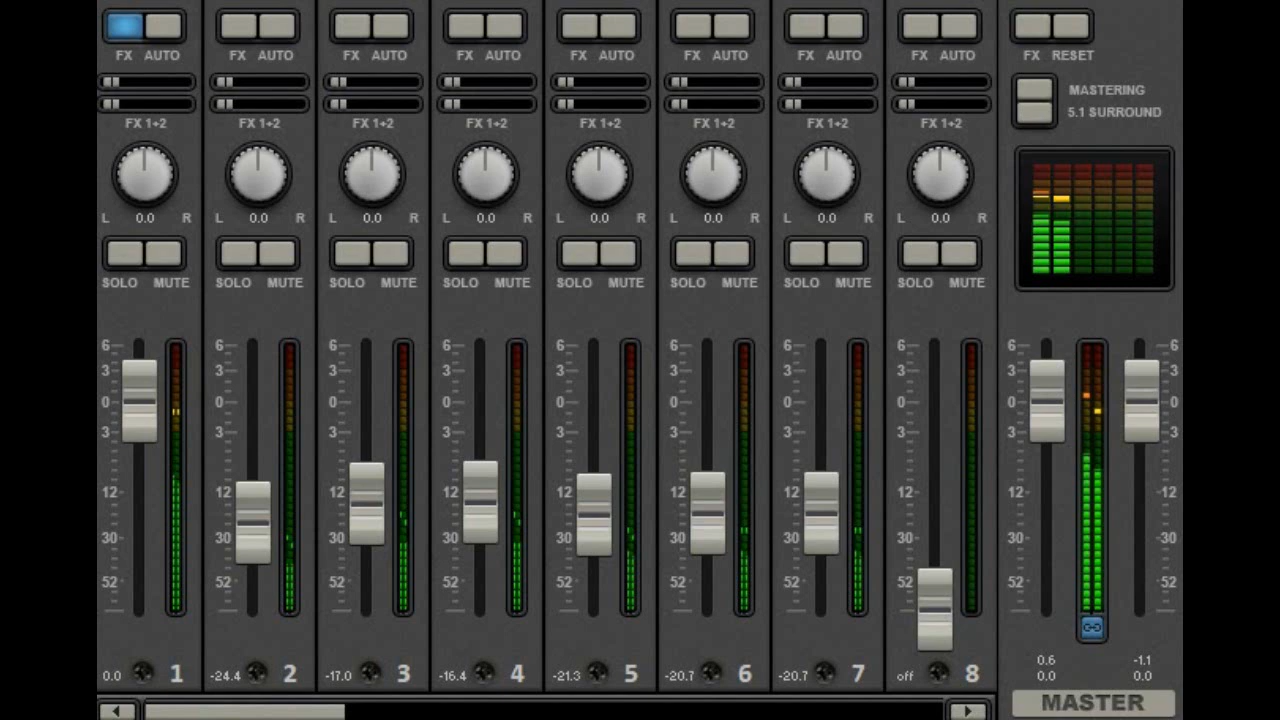 FX AUTO FX AUTO FX AUTO FX AUTO FX AUTO FX AUTO FX AUTO FX AUTO FX RESET
MASTERING
5.1 SURROUND
FX 1+2 FX 1+2 FX 1+2 FX 1+2 FX 1+2 FX 1+2 FX 1+2 FX 1+2
L 0.0 R L 0.0 R L 0.0 R L 0.0 R L 0.0 R L 0.0 R L 0.0 R L 0.0 R
SOLO MUTE SOLO MUTE SOLO MUTE SOLO MUTE SOLO MUTE SOLO MUTE SOLO MUTE SOLO MUTE
6 6 6 6 6 6 6 6 6 6
3 3 3 3 3 3 3 3 3 3
0 0 0 0 0 0 0 0 0 0
3 3 3 3 3 3 3 3 3 3
12 12 12 12 12 12 12 12 12 12
30 30 30 30 30 30 30 30 30 30
52 52 52 52 52 52 52 52 52 52
0.6 -1.1
0.0 1 -24.4 2 -17.0 3 -16.4 4 -21.3 5 -20.7 6 -20.7 7 off 8 0.0 0.0
MASTER